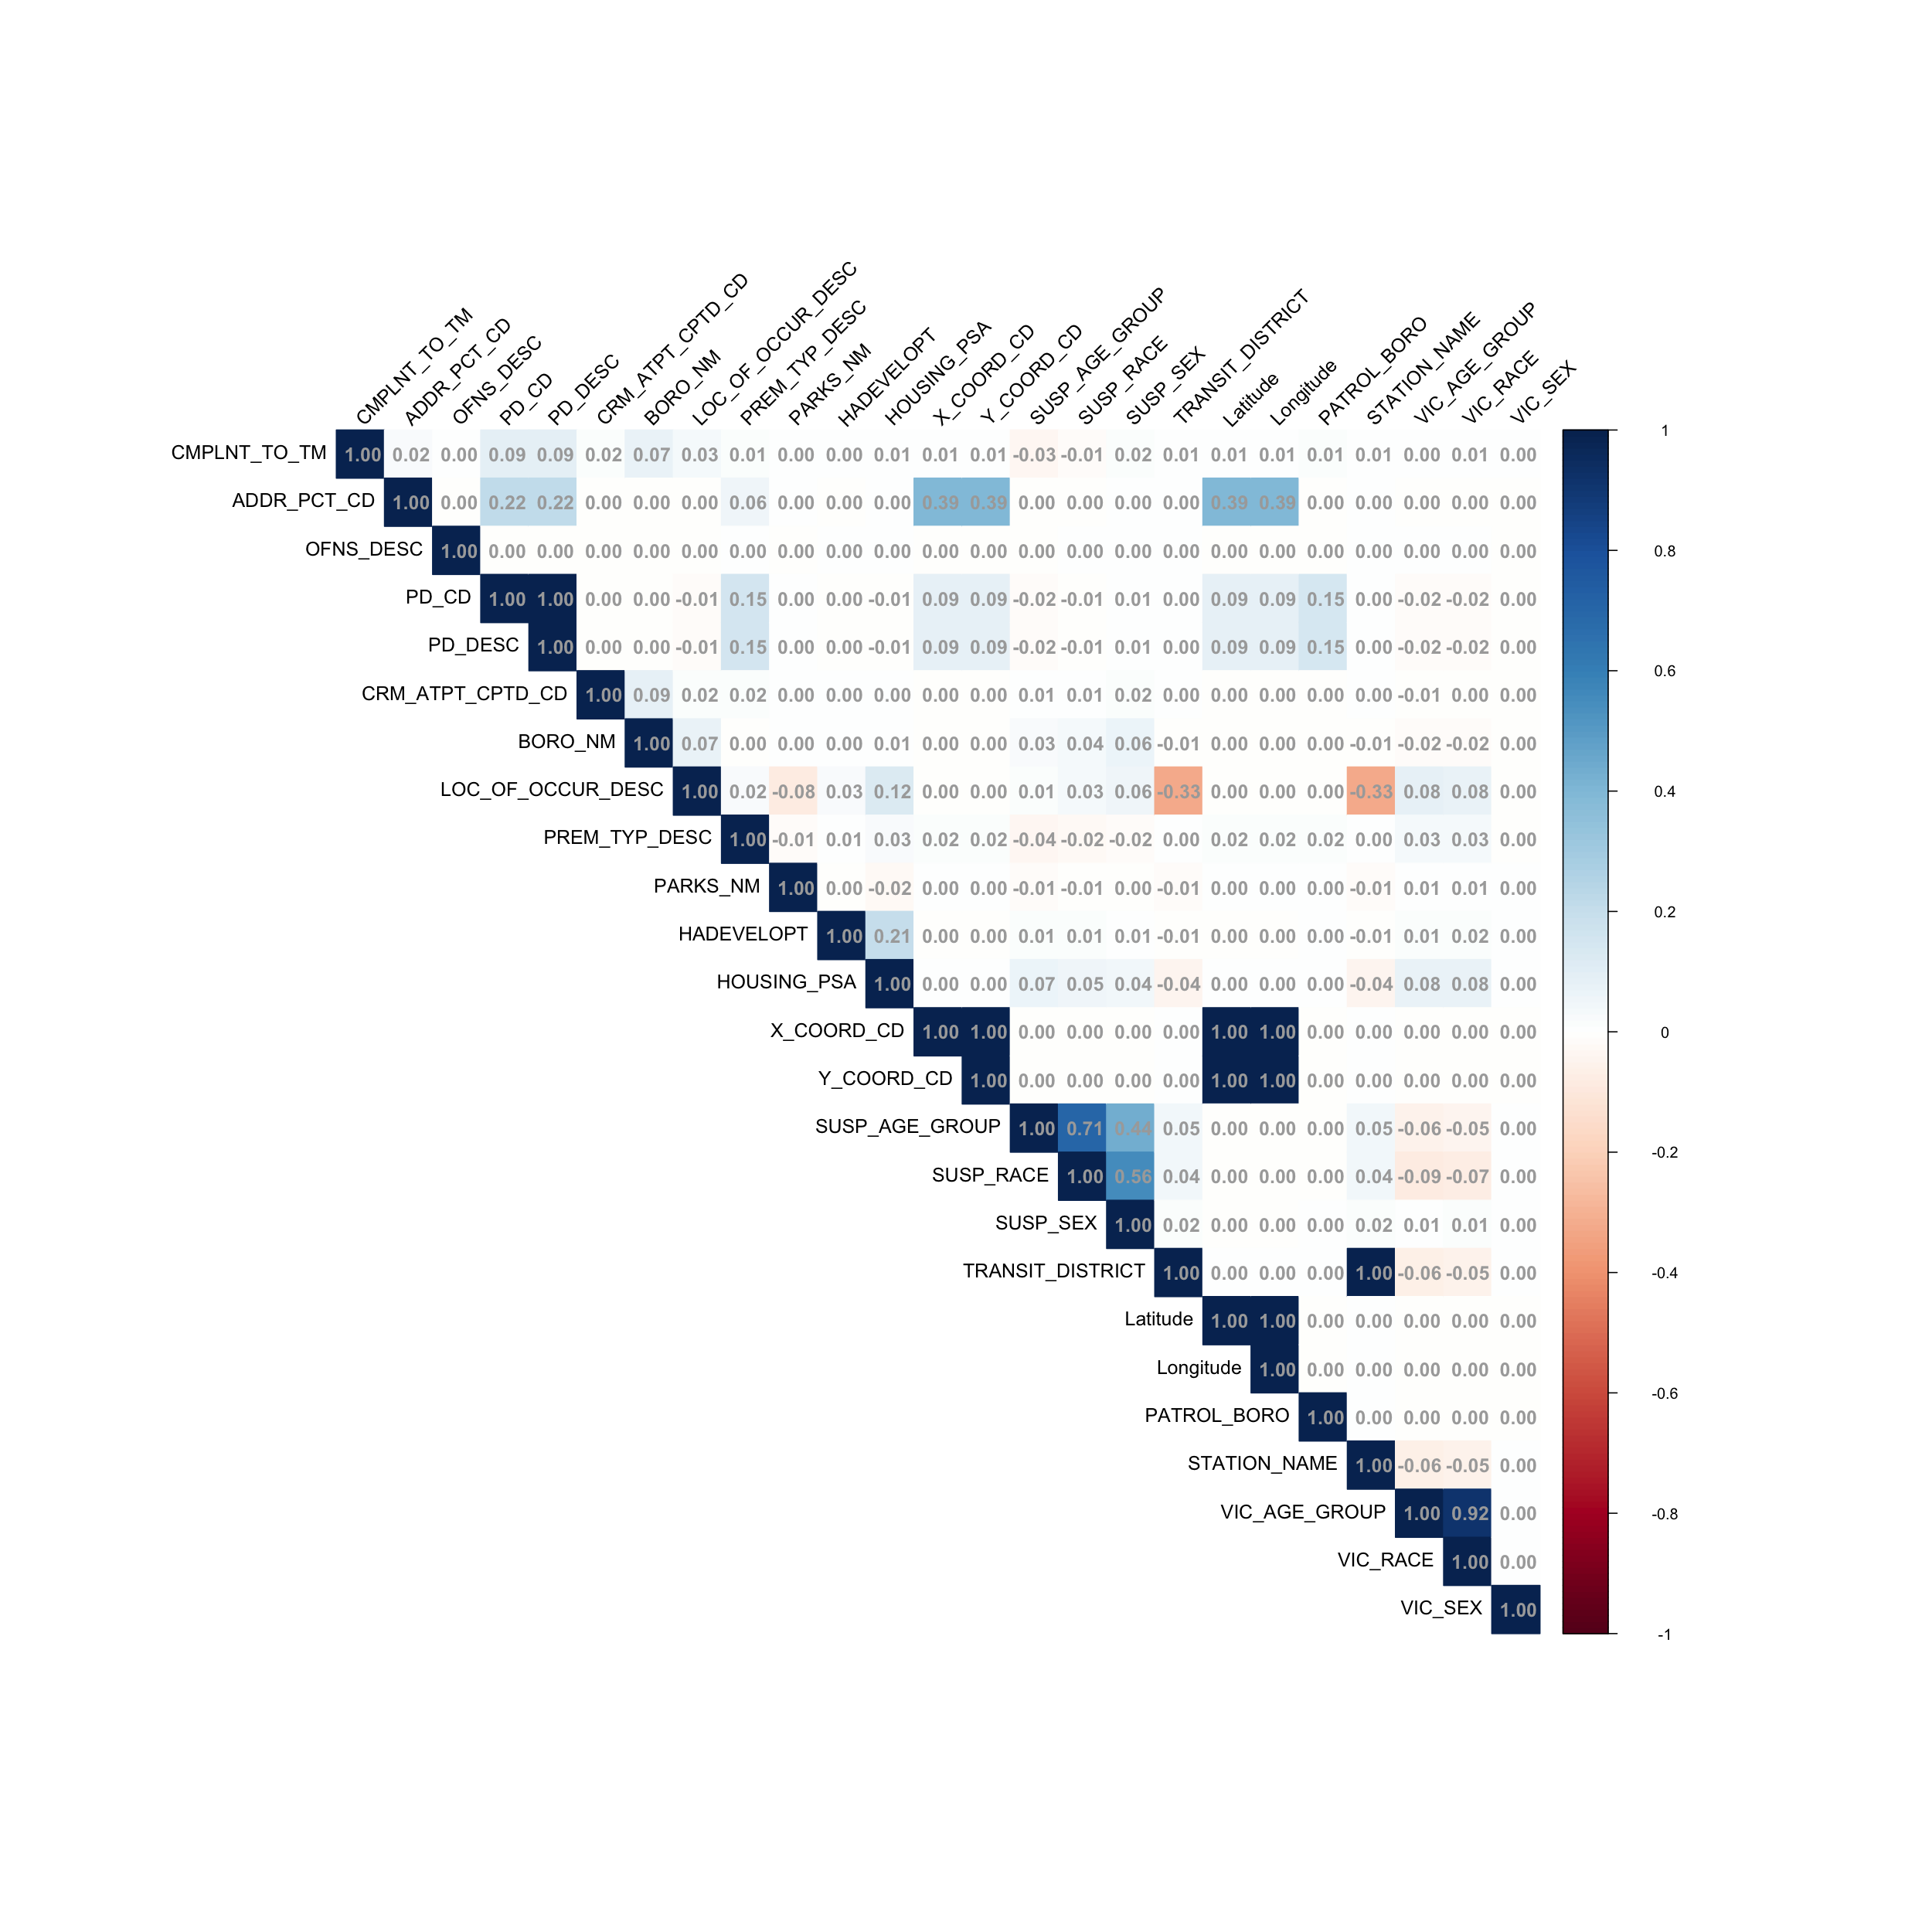 CMPLNT_TO_TM ADDR_PCT_CD OFNS_DESC PD_CD PD_DESC CRM_ATPT_CPTD_CD BORO_NM LOC_OF_OCCUR_DESC PREM_TYP_DESC PARKS_NM HADEVELOPT HOUSING_PSA X_COORD_CD Y_COORD_CD SUSP_AGE_GROUP SUSP_RACE SUSP_SEX TRANSIT_DISTRICT Latitude Longitude PATROL_BORO STATION_NAME VIC_AGE_GROUP VIC_RACE VIC_SEX
CMPLNT_TO_TM 1.00 0.02 0.00 0.09 0.09 0.02 0.07 0.03 0.01 0.00 0.00 0.01 0.01 0.01 -0.03 -0.01 0.02 0.01 0.01 0.01 0.01 0.01 0.00 0.01 0.00
ADDR_PCT_CD 1.00 0.00 0.22 0.22 0.00 0.00 0.00 0.06 0.00 0.00 0.00 0.39 0.39 0.00 0.00 0.00 0.00 0.39 0.39 0.00 0.00 0.00 0.00 0.00
OFNS_DESC 1.00 0.00 0.00 0.00 0.00 0.00 0.00 0.00 0.00 0.00 0.00 0.00 0.00 0.00 0.00 0.00 0.00 0.00 0.00 0.00 0.00 0.00 0.00
PD_CD 1.00 1.00 0.00 0.00 -0.01 0.15 0.00 0.00 -0.01 0.09 0.09 -0.02 -0.01 0.01 0.00 0.09 0.09 0.15 0.00 -0.02 -0.02 0.00
PD_DESC 1.00 0.00 0.00 -0.01 0.15 0.00 0.00 -0.01 0.09 0.09 -0.02 -0.01 0.01 0.00 0.09 0.09 0.15 0.00 -0.02 -0.02 0.00
CRM_ATPT_CPTD_CD 1.00 0.09 0.02 0.02 0.00 0.00 0.00 0.00 0.00 0.01 0.01 0.02 0.00 0.00 0.00 0.00 0.00 -0.01 0.00 0.00
BORO_NM 1.00 0.07 0.00 0.00 0.00 0.01 0.00 0.00 0.03 0.04 0.06 -0.01 0.00 0.00 0.00 -0.01 -0.02 -0.02 0.00
LOC_OF_OCCUR_DESC 1.00 0.02 -0.08 0.03 0.12 0.00 0.00 0.01 0.03 0.06 -0.33 0.00 0.00 0.00 -0.33 0.08 0.08 0.00
PREM_TYP_DESC 1.00 -0.01 0.01 0.03 0.02 0.02 -0.04 -0.02 -0.02 0.00 0.02 0.02 0.02 0.00 0.03 0.03 0.00
PARKS_NM 1.00 0.00 -0.02 0.00 0.00 -0.01 -0.01 0.00 -0.01 0.00 0.00 0.00 -0.01 0.01 0.01 0.00
HADEVELOPT 1.00 0.21 0.00 0.00 0.01 0.01 0.01 -0.01 0.00 0.00 0.00 -0.01 0.01 0.02 0.00
HOUSING_PSA 1.00 0.00 0.00 0.07 0.05 0.04 -0.04 0.00 0.00 0.00 -0.04 0.08 0.08 0.00
X_COORD_CD 1.00 1.00 0.00 0.00 0.00 0.00 1.00 1.00 0.00 0.00 0.00 0.00 0.00
Y_COORD_CD 1.00 0.00 0.00 0.00 0.00 1.00 1.00 0.00 0.00 0.00 0.00 0.00
SUSP_AGE_GROUP 1.00 0.71 0.44 0.05 0.00 0.00 0.00 0.05 -0.06 -0.05 0.00
SUSP_RACE 1.00 0.56 0.04 0.00 0.00 0.00 0.04 -0.09 -0.07 0.00
SUSP_SEX 1.00 0.02 0.00 0.00 0.00 0.02 0.01 0.01 0.00
TRANSIT_DISTRICT 1.00 0.00 0.00 0.00 1.00 -0.06 -0.05 0.00
Latitude 1.00 1.00 0.00 0.00 0.00 0.00 0.00
Longitude 1.00 0.00 0.00 0.00 0.00 0.00
PATROL_BORO 1.00 0.00 0.00 0.00 0.00
STATION_NAME 1.00 -0.06 -0.05 0.00
VIC_AGE_GROUP 1.00 0.92 0.00
VIC_RACE 1.00 0.00
VIC_SEX 1.00
1
0.8
0.6
0.4
0.2
0
-0.2
-0.4
-0.6
-0.8
-1